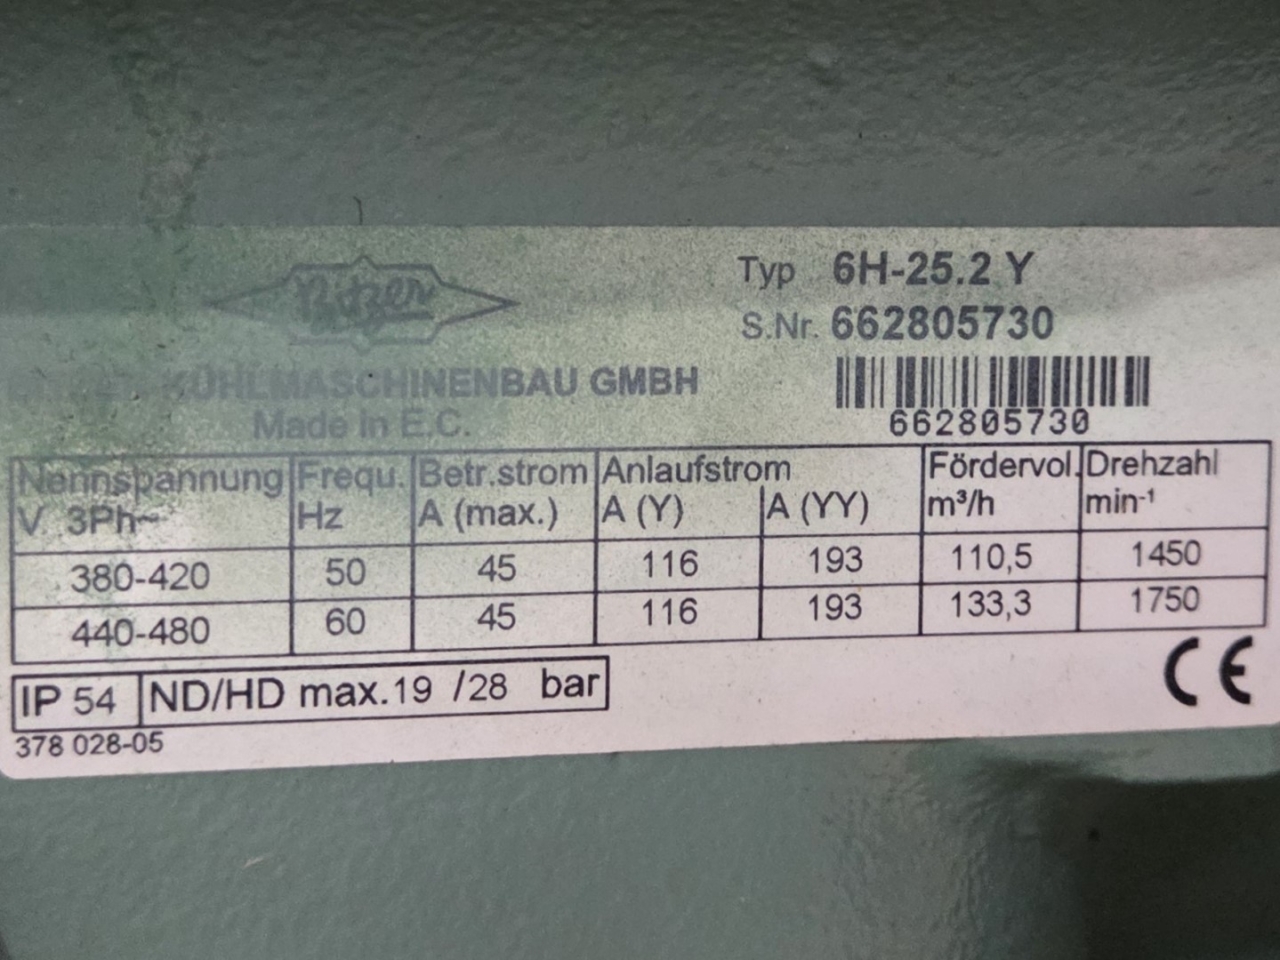 Bitzer
KÜHLMASCHINENBAU GMBH
Made in E.C.
Typ 6H-25.2 Y
S.Nr. 662805730
662805730
Nennspannung Frequ. Betr.strom Anlaufstrom Fördervol. Drehzahl
V. 3Ph~ Hz A (max.) A (Y) A (YY) m³/h min-¹
380-420 50 45 116 193 110,5 1450
440-480 60 45 116 193 133,3 1750
IP 54 ND/HD max.19 /28 bar
CE
378 028-05